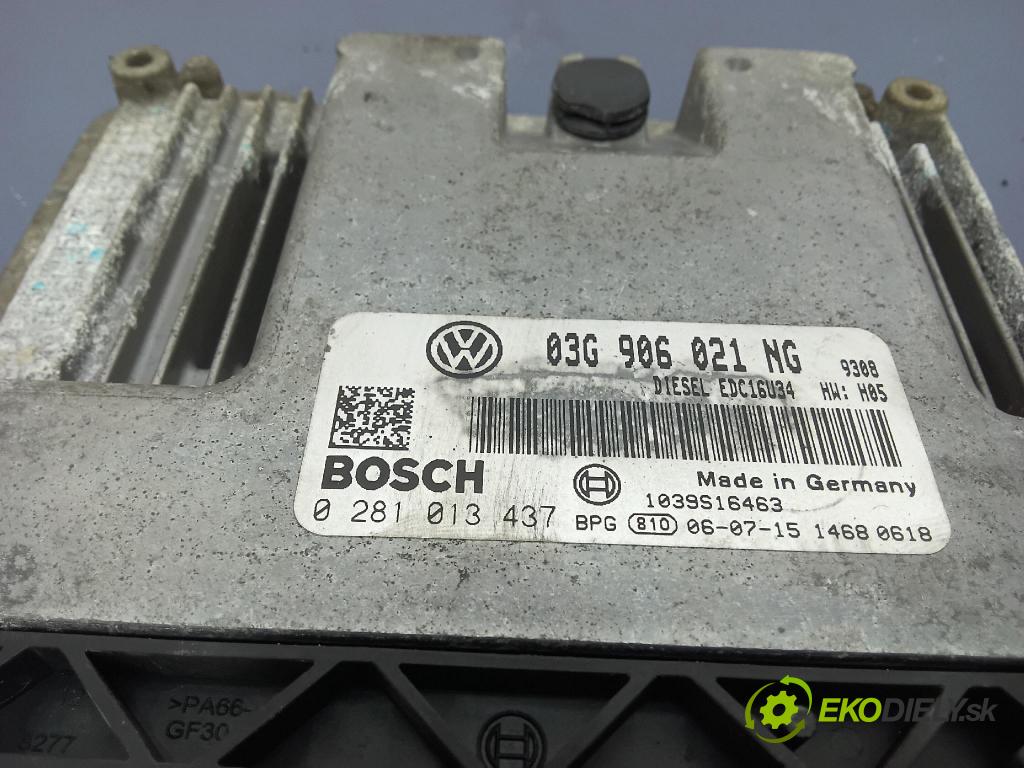 03G 906 021 NG 9308
DIESEL EDC16U34 HW: H05
BOSCH
Made in Germany
1039S16463
0 281 013 437 BPG 810 06-07-15 1468 0618
>PA66-
GF30
8277
EKODIELY.sk